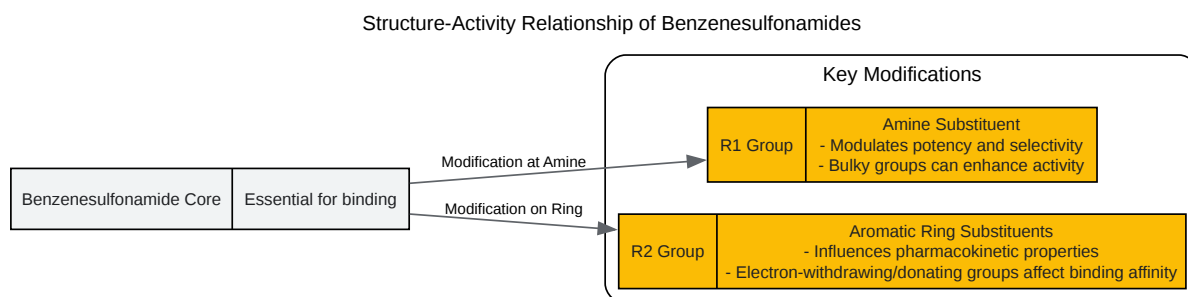 Structure-Activity Relationship of Benzenesulfonamides
Key Modifications
Benzenesulfonamide Core
Essential for binding
Modification at Amine
Modification on Ring
R1 Group
Amine Substituent
- Modulates potency and selectivity
- Bulky groups can enhance activity
R2 Group
Aromatic Ring Substituents
- Influences pharmacokinetic properties
- Electron-withdrawing/donating groups affect binding affinity